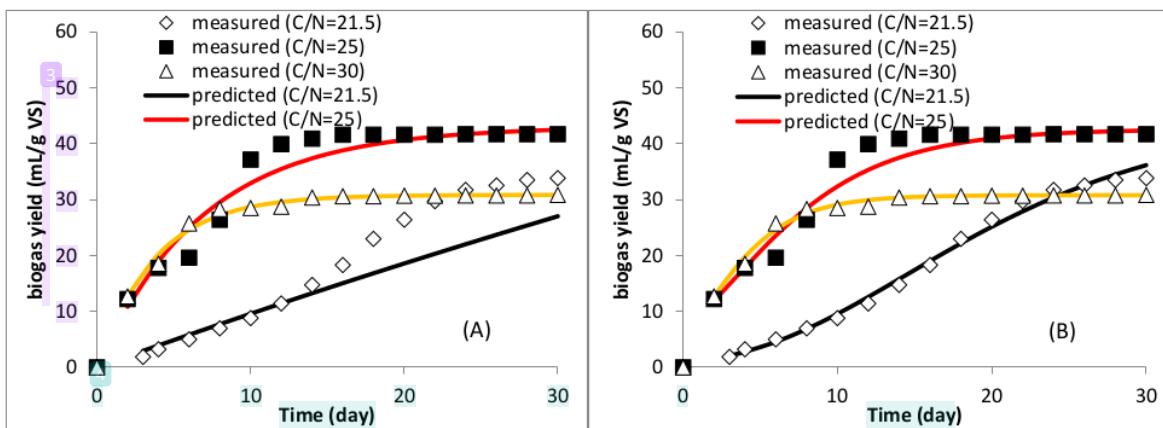 measured (C/N=21.5)
measured (C/N=25)
measured (C/N=30)
predicted (C/N=21.5)
predicted (C/N=25)
60
50
40
30
20
10
0
3
biogas yield (mL/g VS)
(A)
0
10
20
30
Time (day)
measured (C/N=21.5)
measured (C/N=25)
measured (C/N=30)
predicted (C/N=21.5)
predicted (C/N=25)
60
50
40
30
20
10
0
biogas yield (mL/g VS)
(B)
0
10
20
30
Time (day)